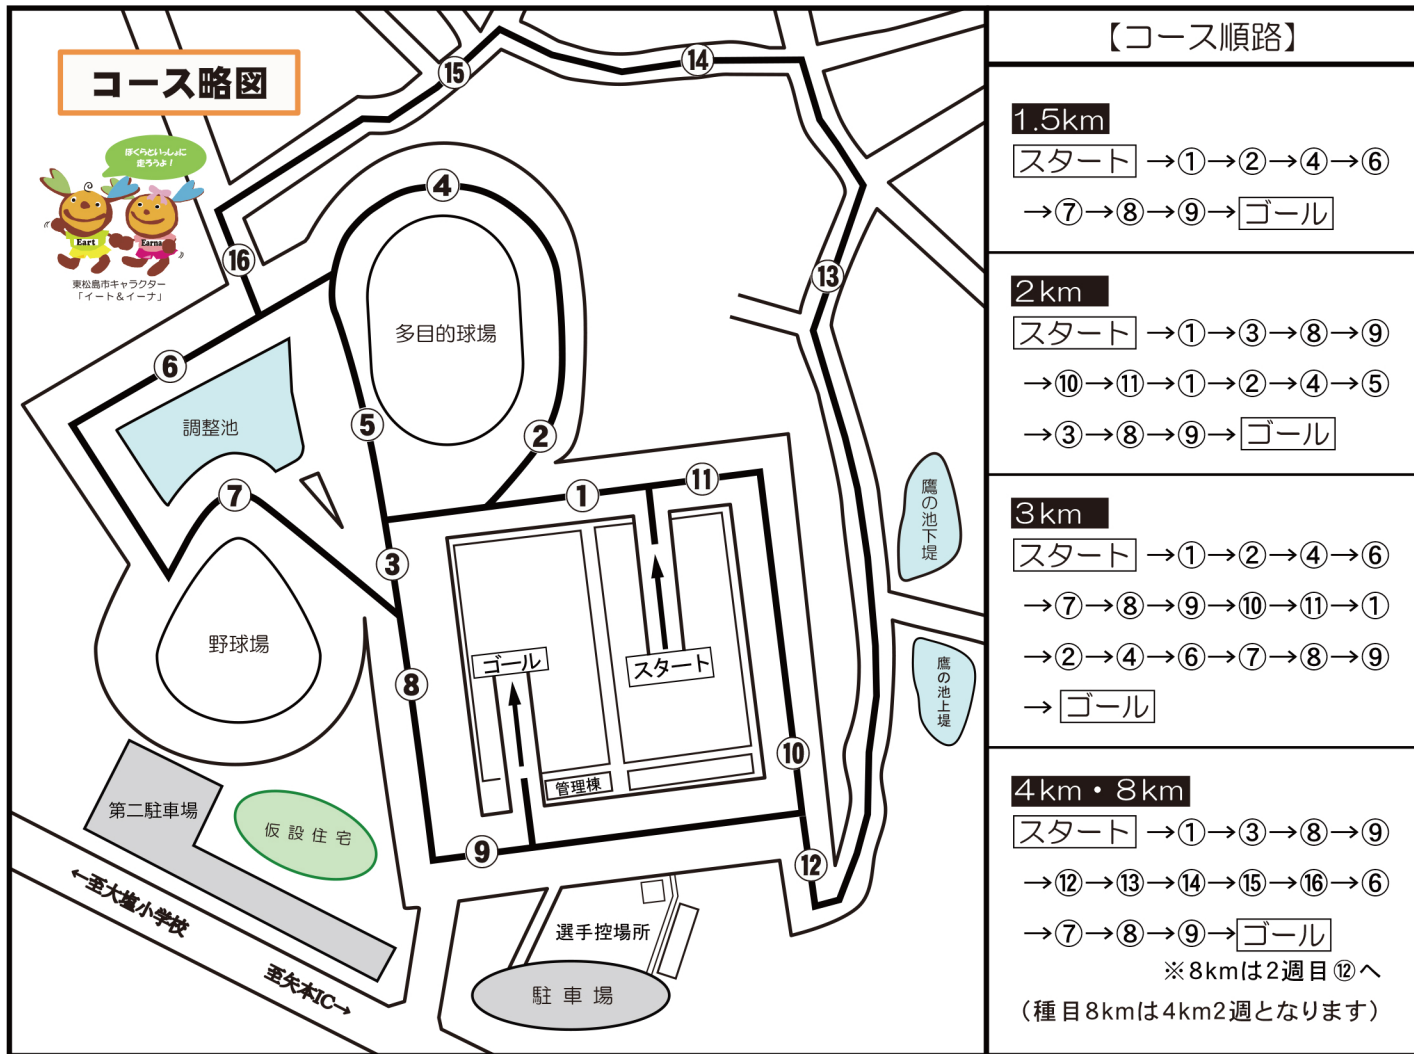 コース略図
ぼくらといっしょに
走ろうよ!
Eart
Earna
東松島市キャラクター
「イート&イーナ」
⑮
⑭
④
⑯
⑬
多目的球場
⑥
調整池
⑤
②
⑦
①
⑪
鷹の池下堤
③
野球場
ゴール
スタート
鷹の池上堤
⑧
⑩
管理棟
第二駐車場
仮設住宅
⑨
⑫
←至大塩小学校
選手控場所
至矢本IC→
駐車場
【コース順路】
1.5km
スタート→①→②→④→⑥
→⑦→⑧→⑨→ゴール
2km
スタート→①→③→⑧→⑨
→⑩→⑪→①→②→④→⑤
→③→⑧→⑨→ゴール
3km
スタート→①→②→④→⑥
→⑦→⑧→⑨→⑩→⑪→①
→②→④→⑥→⑦→⑧→⑨
→ゴール
4km・8km
スタート→①→③→⑧→⑨
→⑫→⑬→⑭→⑮→⑯→⑥
→⑦→⑧→⑨→ゴール
※8kmは2週目⑫へ
(種目8kmは4km2週となります)